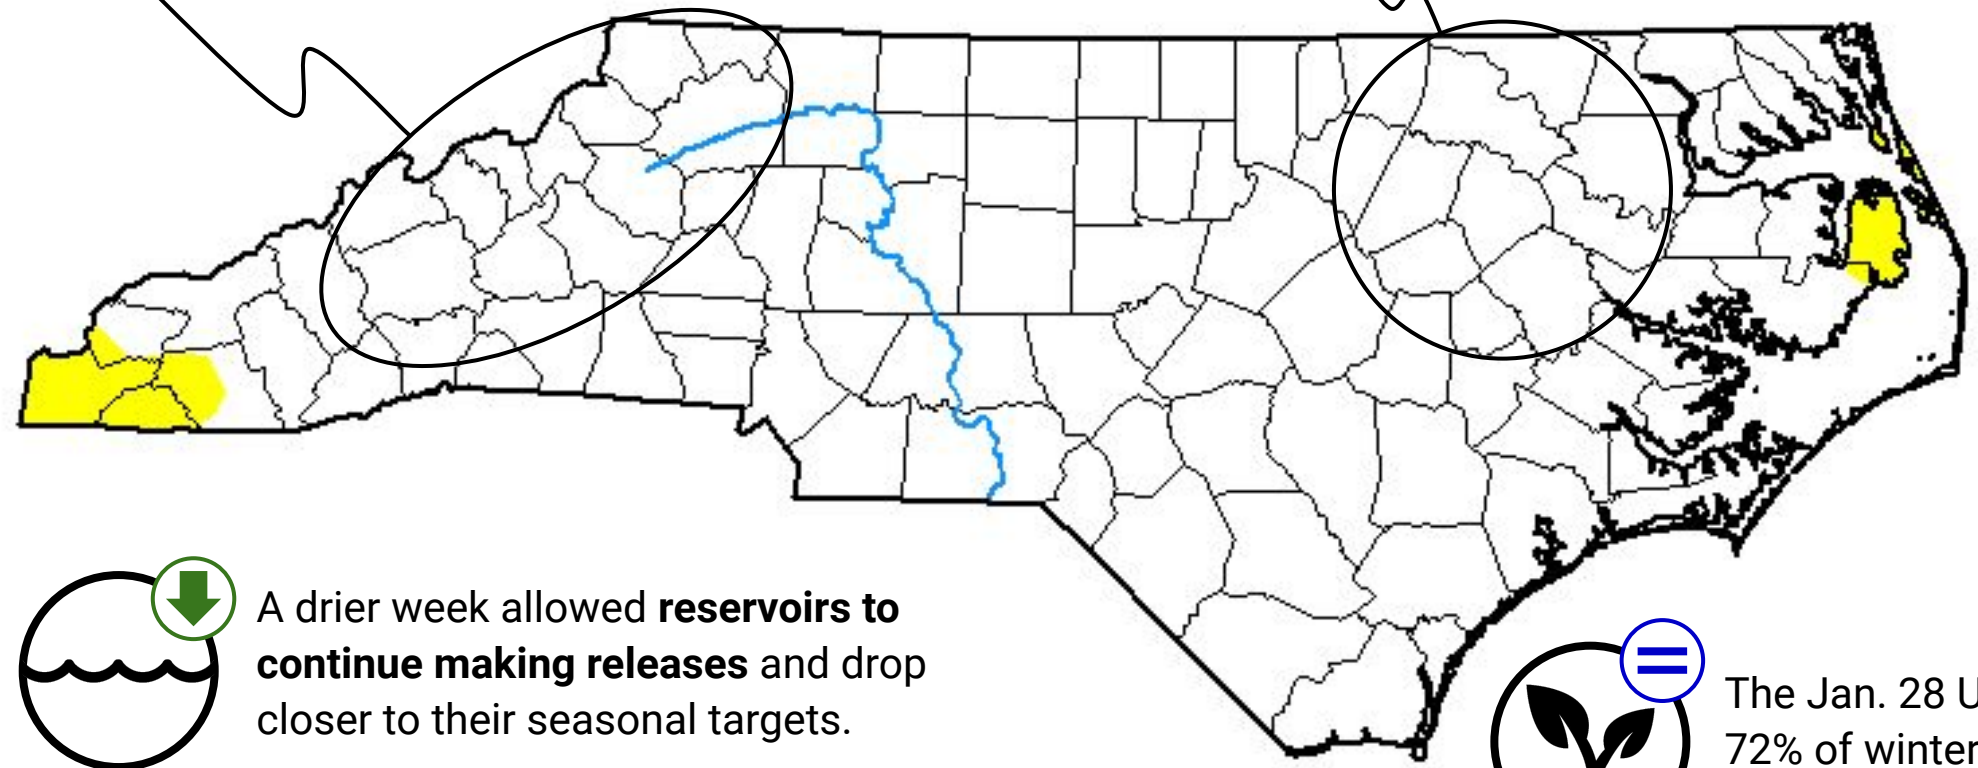 A drier week allowed reservoirs to
continue making releases and drop
closer to their seasonal targets.
The Jan. 28 U
72% of winter